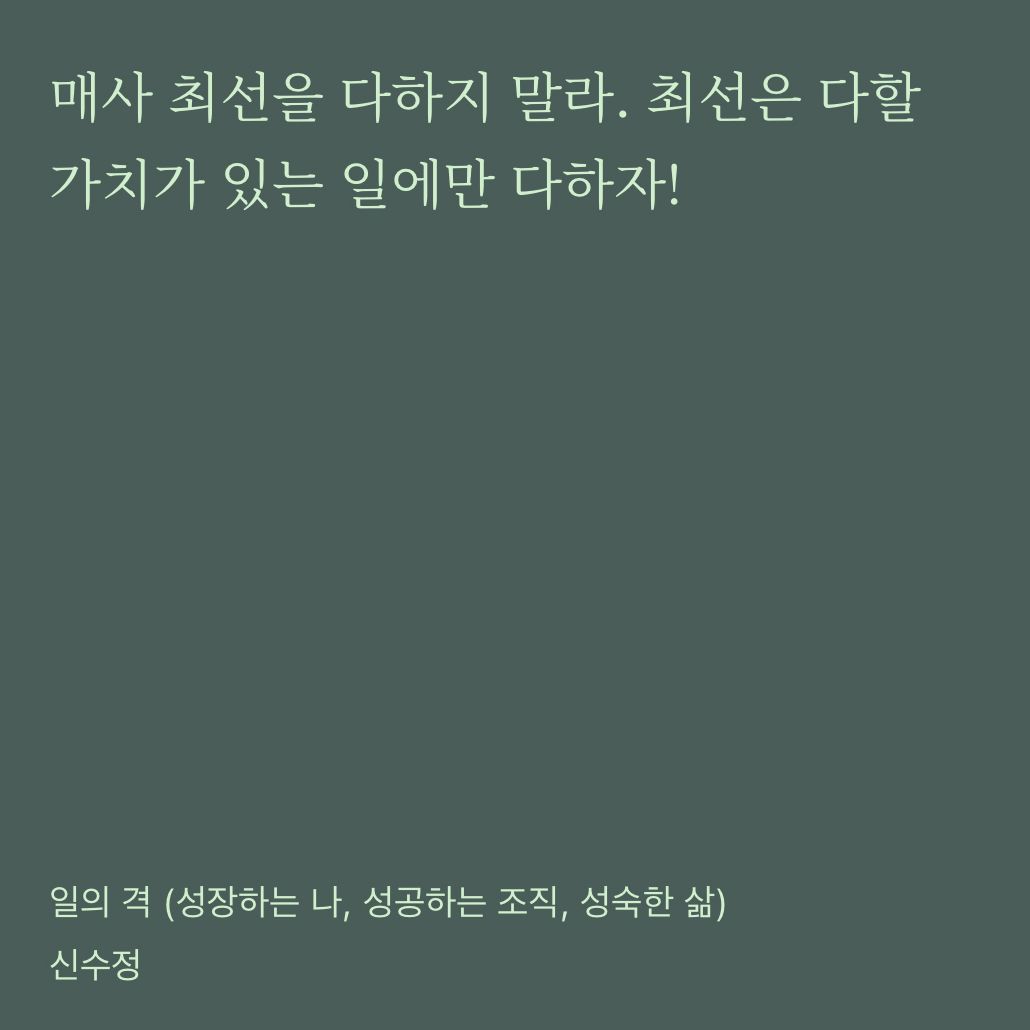 매사 최선을 다하지 말라. 최선은 다할
가치가 있는 일에만 다하자!
일의 격 (성장하는 나, 성공하는 조직, 성숙한 삶)
신수정